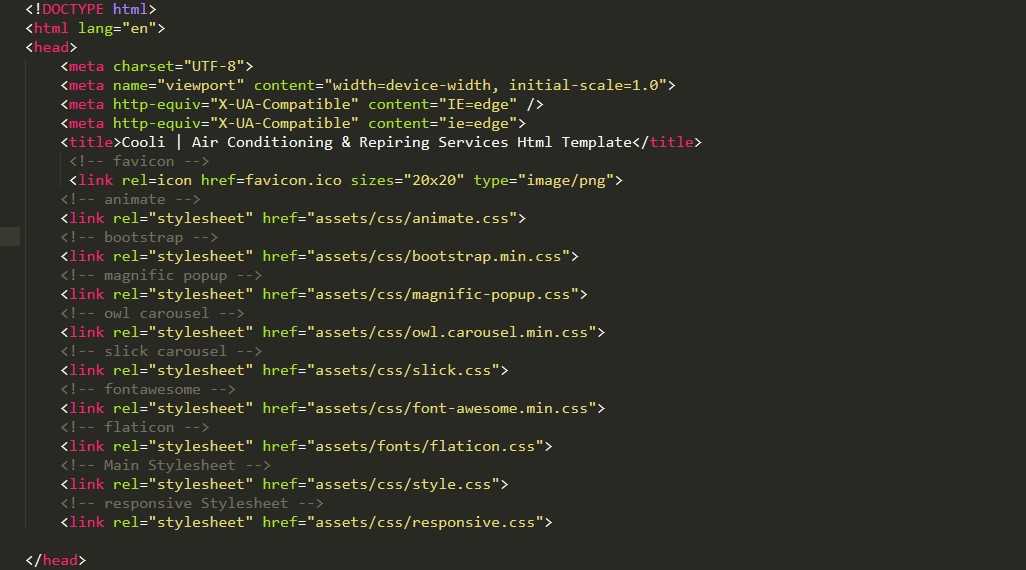 <!DOCTYPE html>
<html lang="en">
<head>
<meta charset="UTF-8">
<meta name="viewport" content="width=device-width, initial-scale=1.0">
<meta http-equiv="X-UA-Compatible" content="IE=edge" />
<meta http-equiv="X-UA-Compatible" content="ie=edge">
<title>Cooli | Air Conditioning & Repiring Services Html Template</title>
<!-- favicon -->
<link rel=icon href=favicon.ico sizes="20x20" type="image/png">
<!-- animate -->
<link rel="stylesheet" href="assets/css/animate.css">
<!-- bootstrap -->
<link rel="stylesheet" href="assets/css/bootstrap.min.css">
<!-- magnific popup -->
<link rel="stylesheet" href="assets/css/magnific-popup.css">
<!-- owl carousel -->
<link rel="stylesheet" href="assets/css/owl.carousel.min.css">
<!-- slick carousel -->
<link rel="stylesheet" href="assets/css/slick.css">
<!-- fontawesome -->
<link rel="stylesheet" href="assets/css/font-awesome.min.css">
<!-- flaticon -->
<link rel="stylesheet" href="assets/fonts/flaticon.css">
<!-- Main Stylesheet -->
<link rel="stylesheet" href="assets/css/style.css">
<!-- responsive Stylesheet -->
<link rel="stylesheet" href="assets/css/responsive.css">
</head>